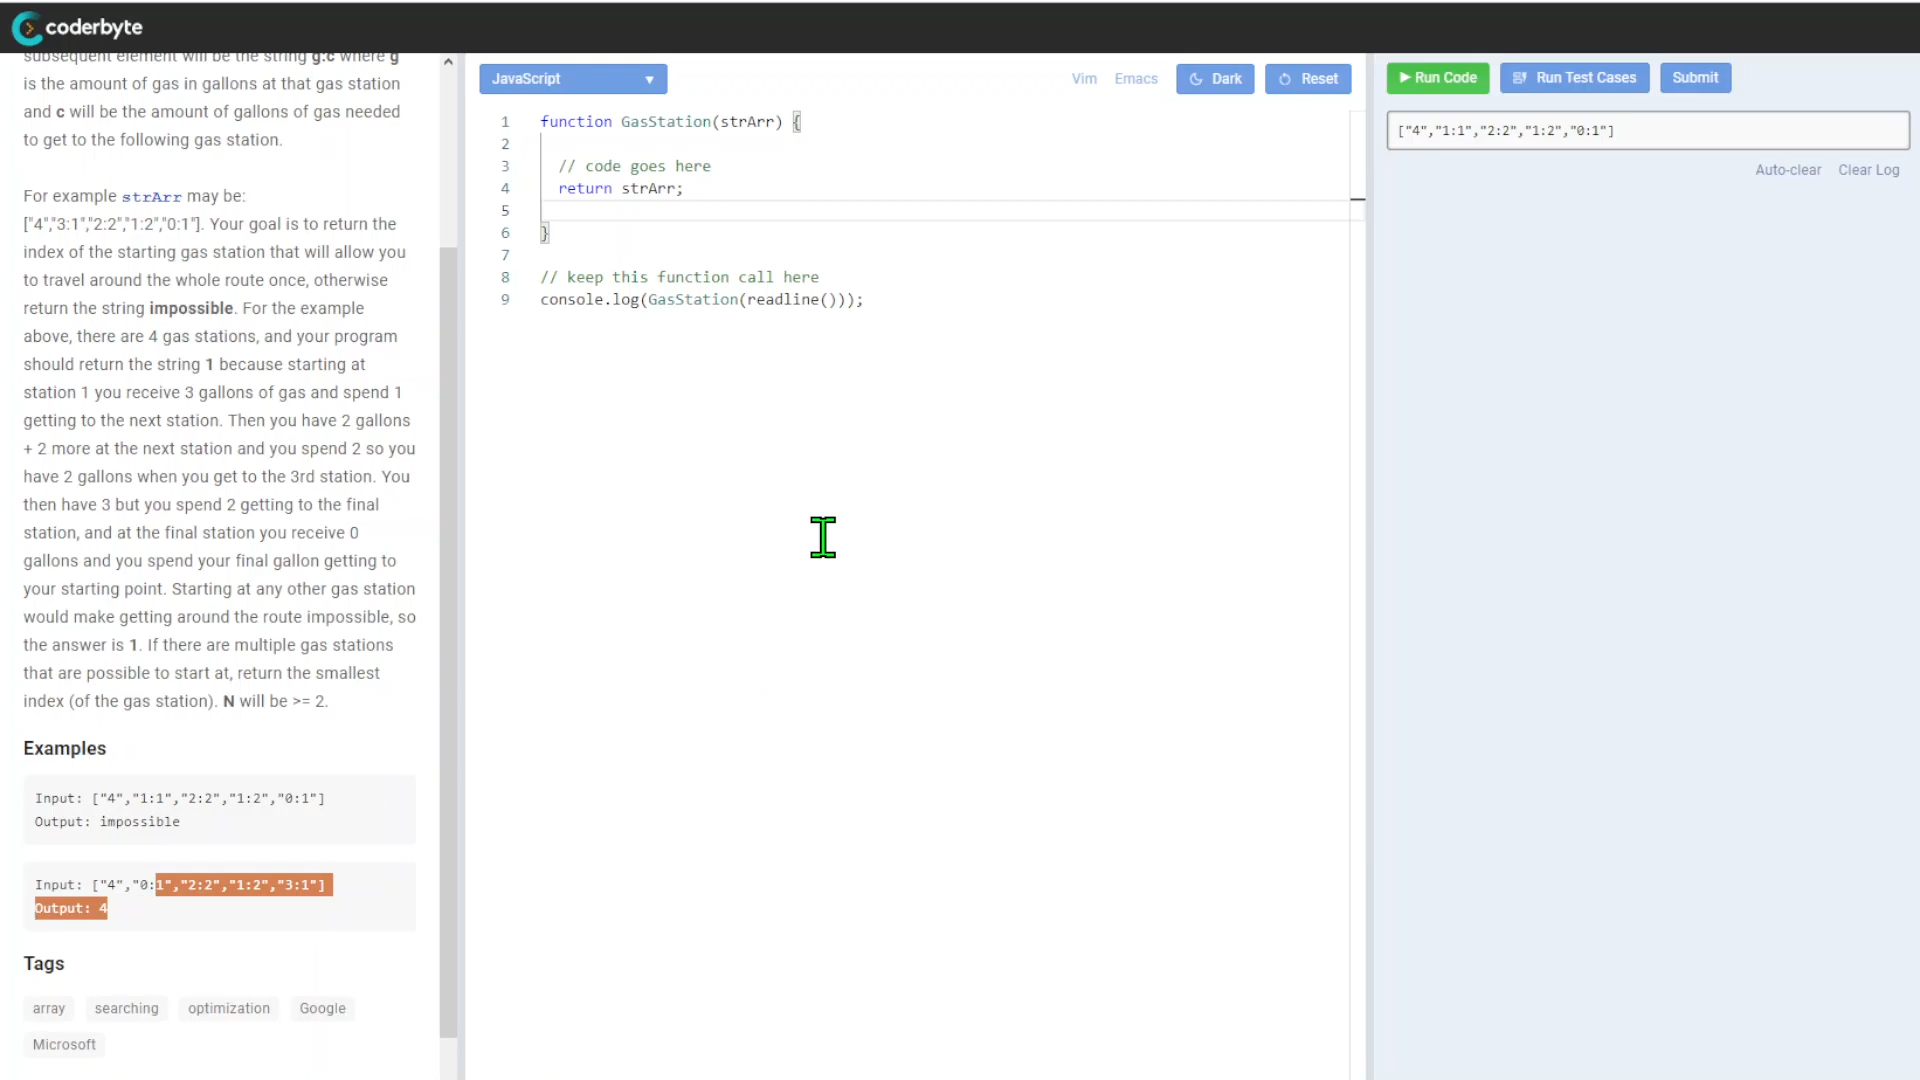 coderbyte
subsequent element will be the string g:c where g
is the amount of gas in gallons at that gas station
and c will be the amount of gallons of gas needed
to get to the following gas station.
For example strArr may be:
["4","3:1","2:2","1:2","0:1"]. Your goal is to return the
index of the starting gas station that will allow you
to travel around the whole route once, otherwise
return the string impossible. For the example
above, there are 4 gas stations, and your program
should return the string 1 because starting at
station 1 you receive 3 gallons of gas and spend 1
getting to the next station. Then you have 2 gallons
+ 2 more at the next station and you spend 2 so you
have 2 gallons when you get to the 3rd station. You
then have 3 but you spend 2 getting to the final
station, and at the final station you receive 0
gallons and you spend your final gallon getting to
your starting point. Starting at any other gas station
would make getting around the route impossible, so
the answer is 1. If there are multiple gas stations
that are possible to start at, return the smallest
index (of the gas station). N will be >= 2.
Examples
Input: ["4","1:1","2:2","1:2","0:1"]
Output: impossible
Input: ["4","0:1","2:2","1:2","3:1"]
Output: 4
Tags
array searching optimization Google
Microsoft
JavaScript Vim Emacs Dark Reset
1 function GasStation(strArr) {
2
3 // code goes here
4 return strArr;
5
6 }
7
8 // keep this function call here
9 console.log(GasStation(readline()));
Run Code Run Test Cases Submit
["4","1:1","2:2","1:2","0:1"]
Auto-clear Clear Log